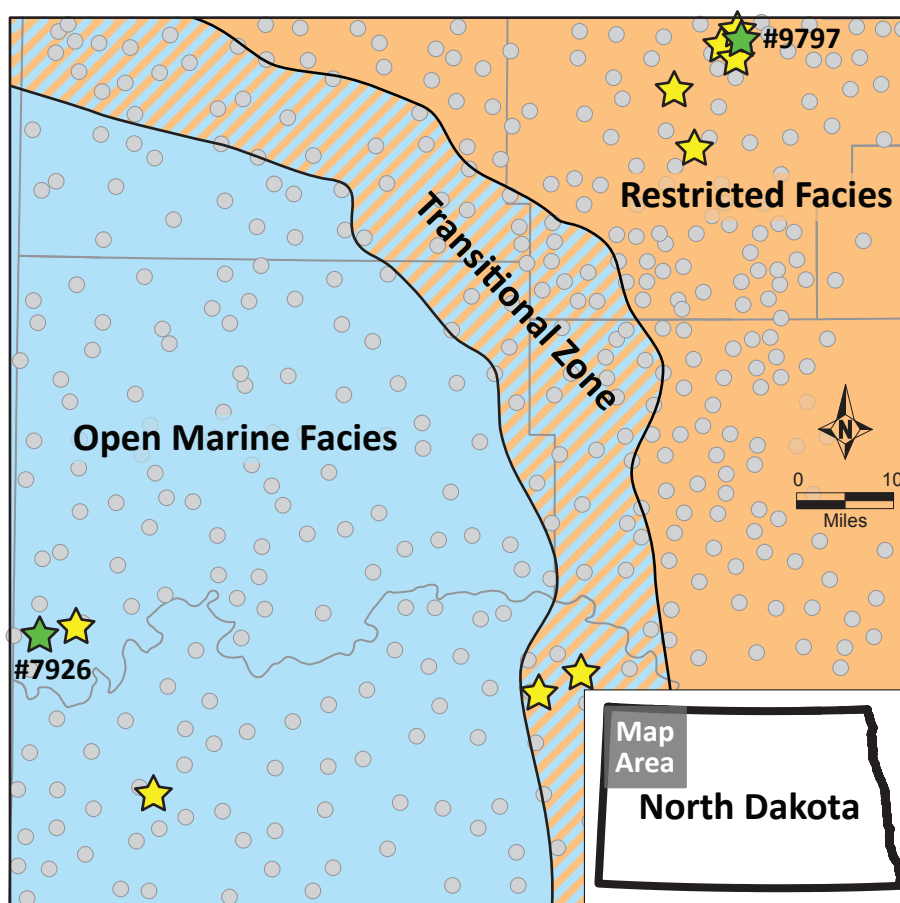 #9797
Restricted Facies
Transitional Zone
Open Marine Facies
N
0 10
Miles
#7926
Map
Area
North Dakota